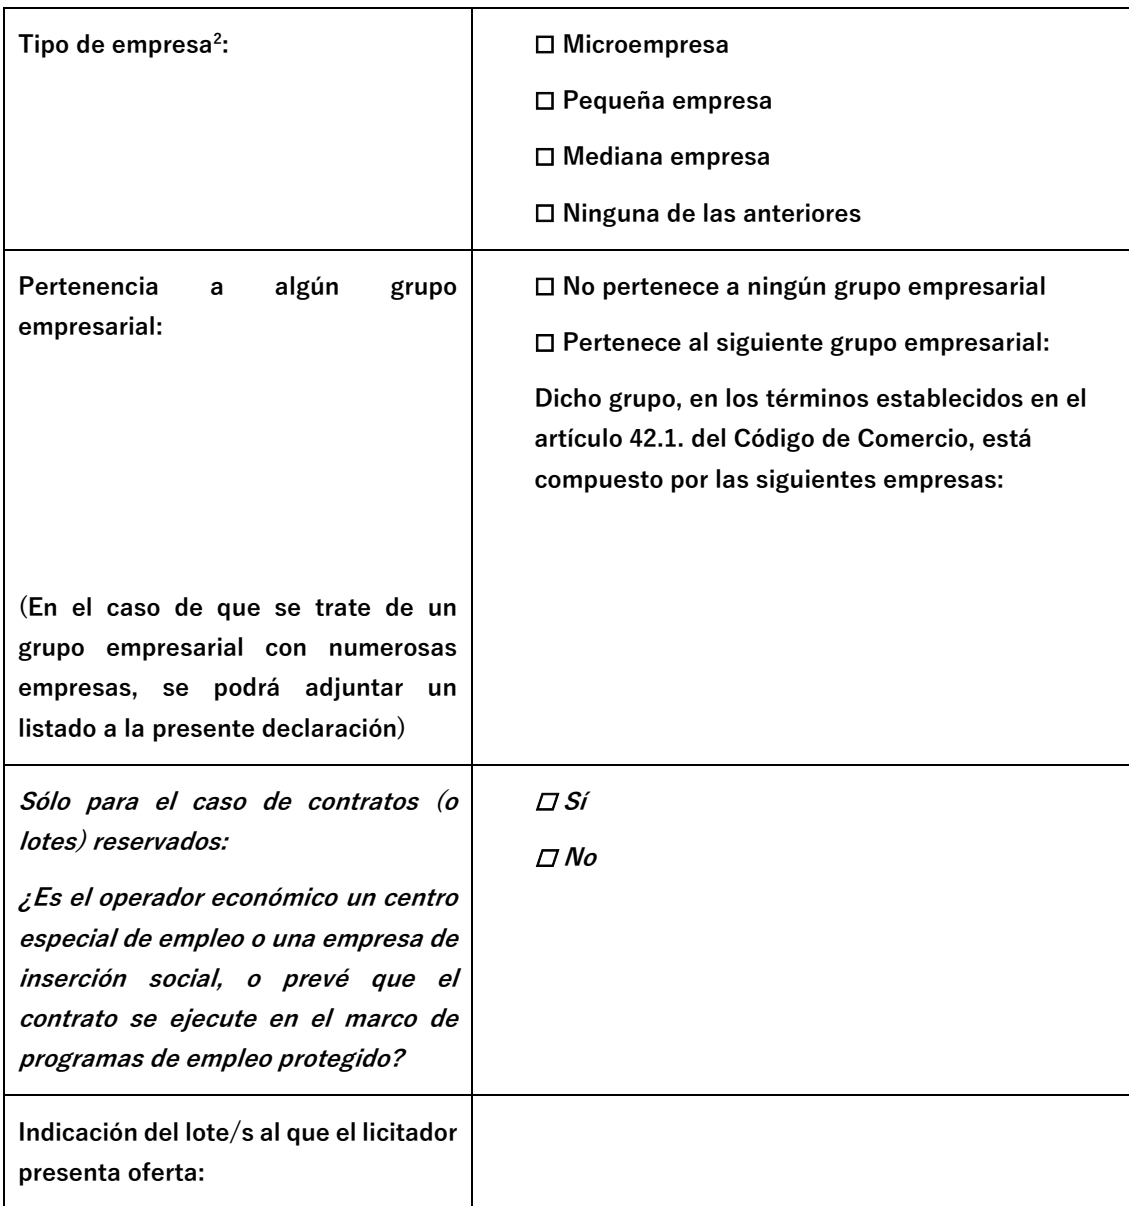 Tipo de empresa²:
☐ Microempresa
☐ Pequeña empresa
☐ Mediana empresa
☐ Ninguna de las anteriores
Pertenencia a algún grupo
empresarial:
(En el caso de que se trate de un
grupo empresarial con numerosas
empresas, se podrá adjuntar un
listado a la presente declaración)
☐ No pertenece a ningún grupo empresarial
☐ Pertenece al siguiente grupo empresarial:
Dicho grupo, en los términos establecidos en el
artículo 42.1. del Código de Comercio, está
compuesto por las siguientes empresas:
Sólo para el caso de contratos (o
lotes) reservados:
¿Es el operador económico un centro
especial de empleo o una empresa de
inserción social, o prevé que el
contrato se ejecute en el marco de
programas de empleo protegido?
☐ Sí
☐ No
Indicación del lote/s al que el licitador
presenta oferta: